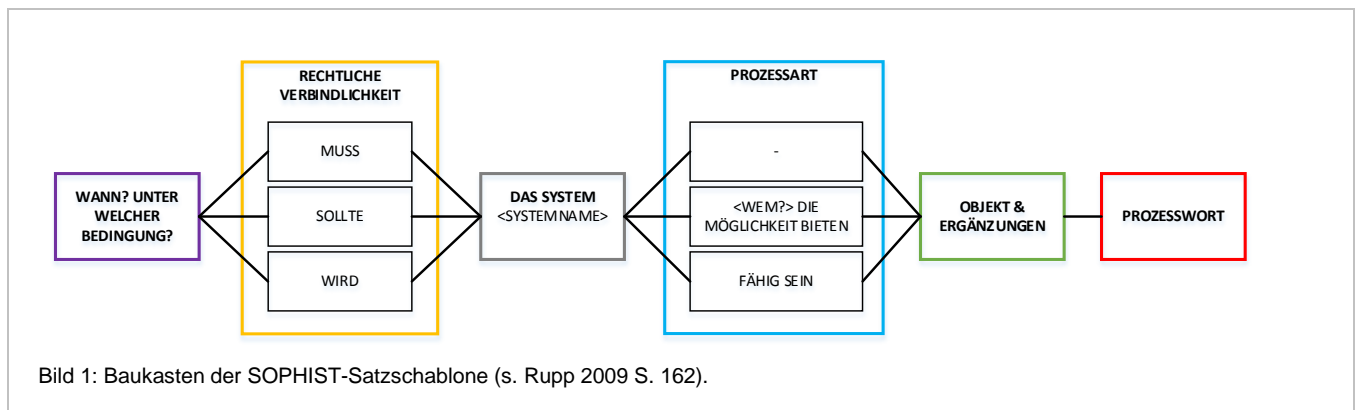 WANN? UNTER
WELCHER
BEDINGUNG?
RECHTLICHE
VERBINDLICHKEIT
MUSS
SOLLTE
WIRD
DAS SYSTEM
<SYSTEMNAME>
PROZESSART
-
<WEM?> DIE
MÖGLICHKEIT BIETEN
FÄHIG SEIN
OBJEKT &
ERGÄNZUNGEN
PROZESSWORT
Bild 1: Baukasten der SOPHIST-Satzschablone (s. Rupp 2009 S. 162).